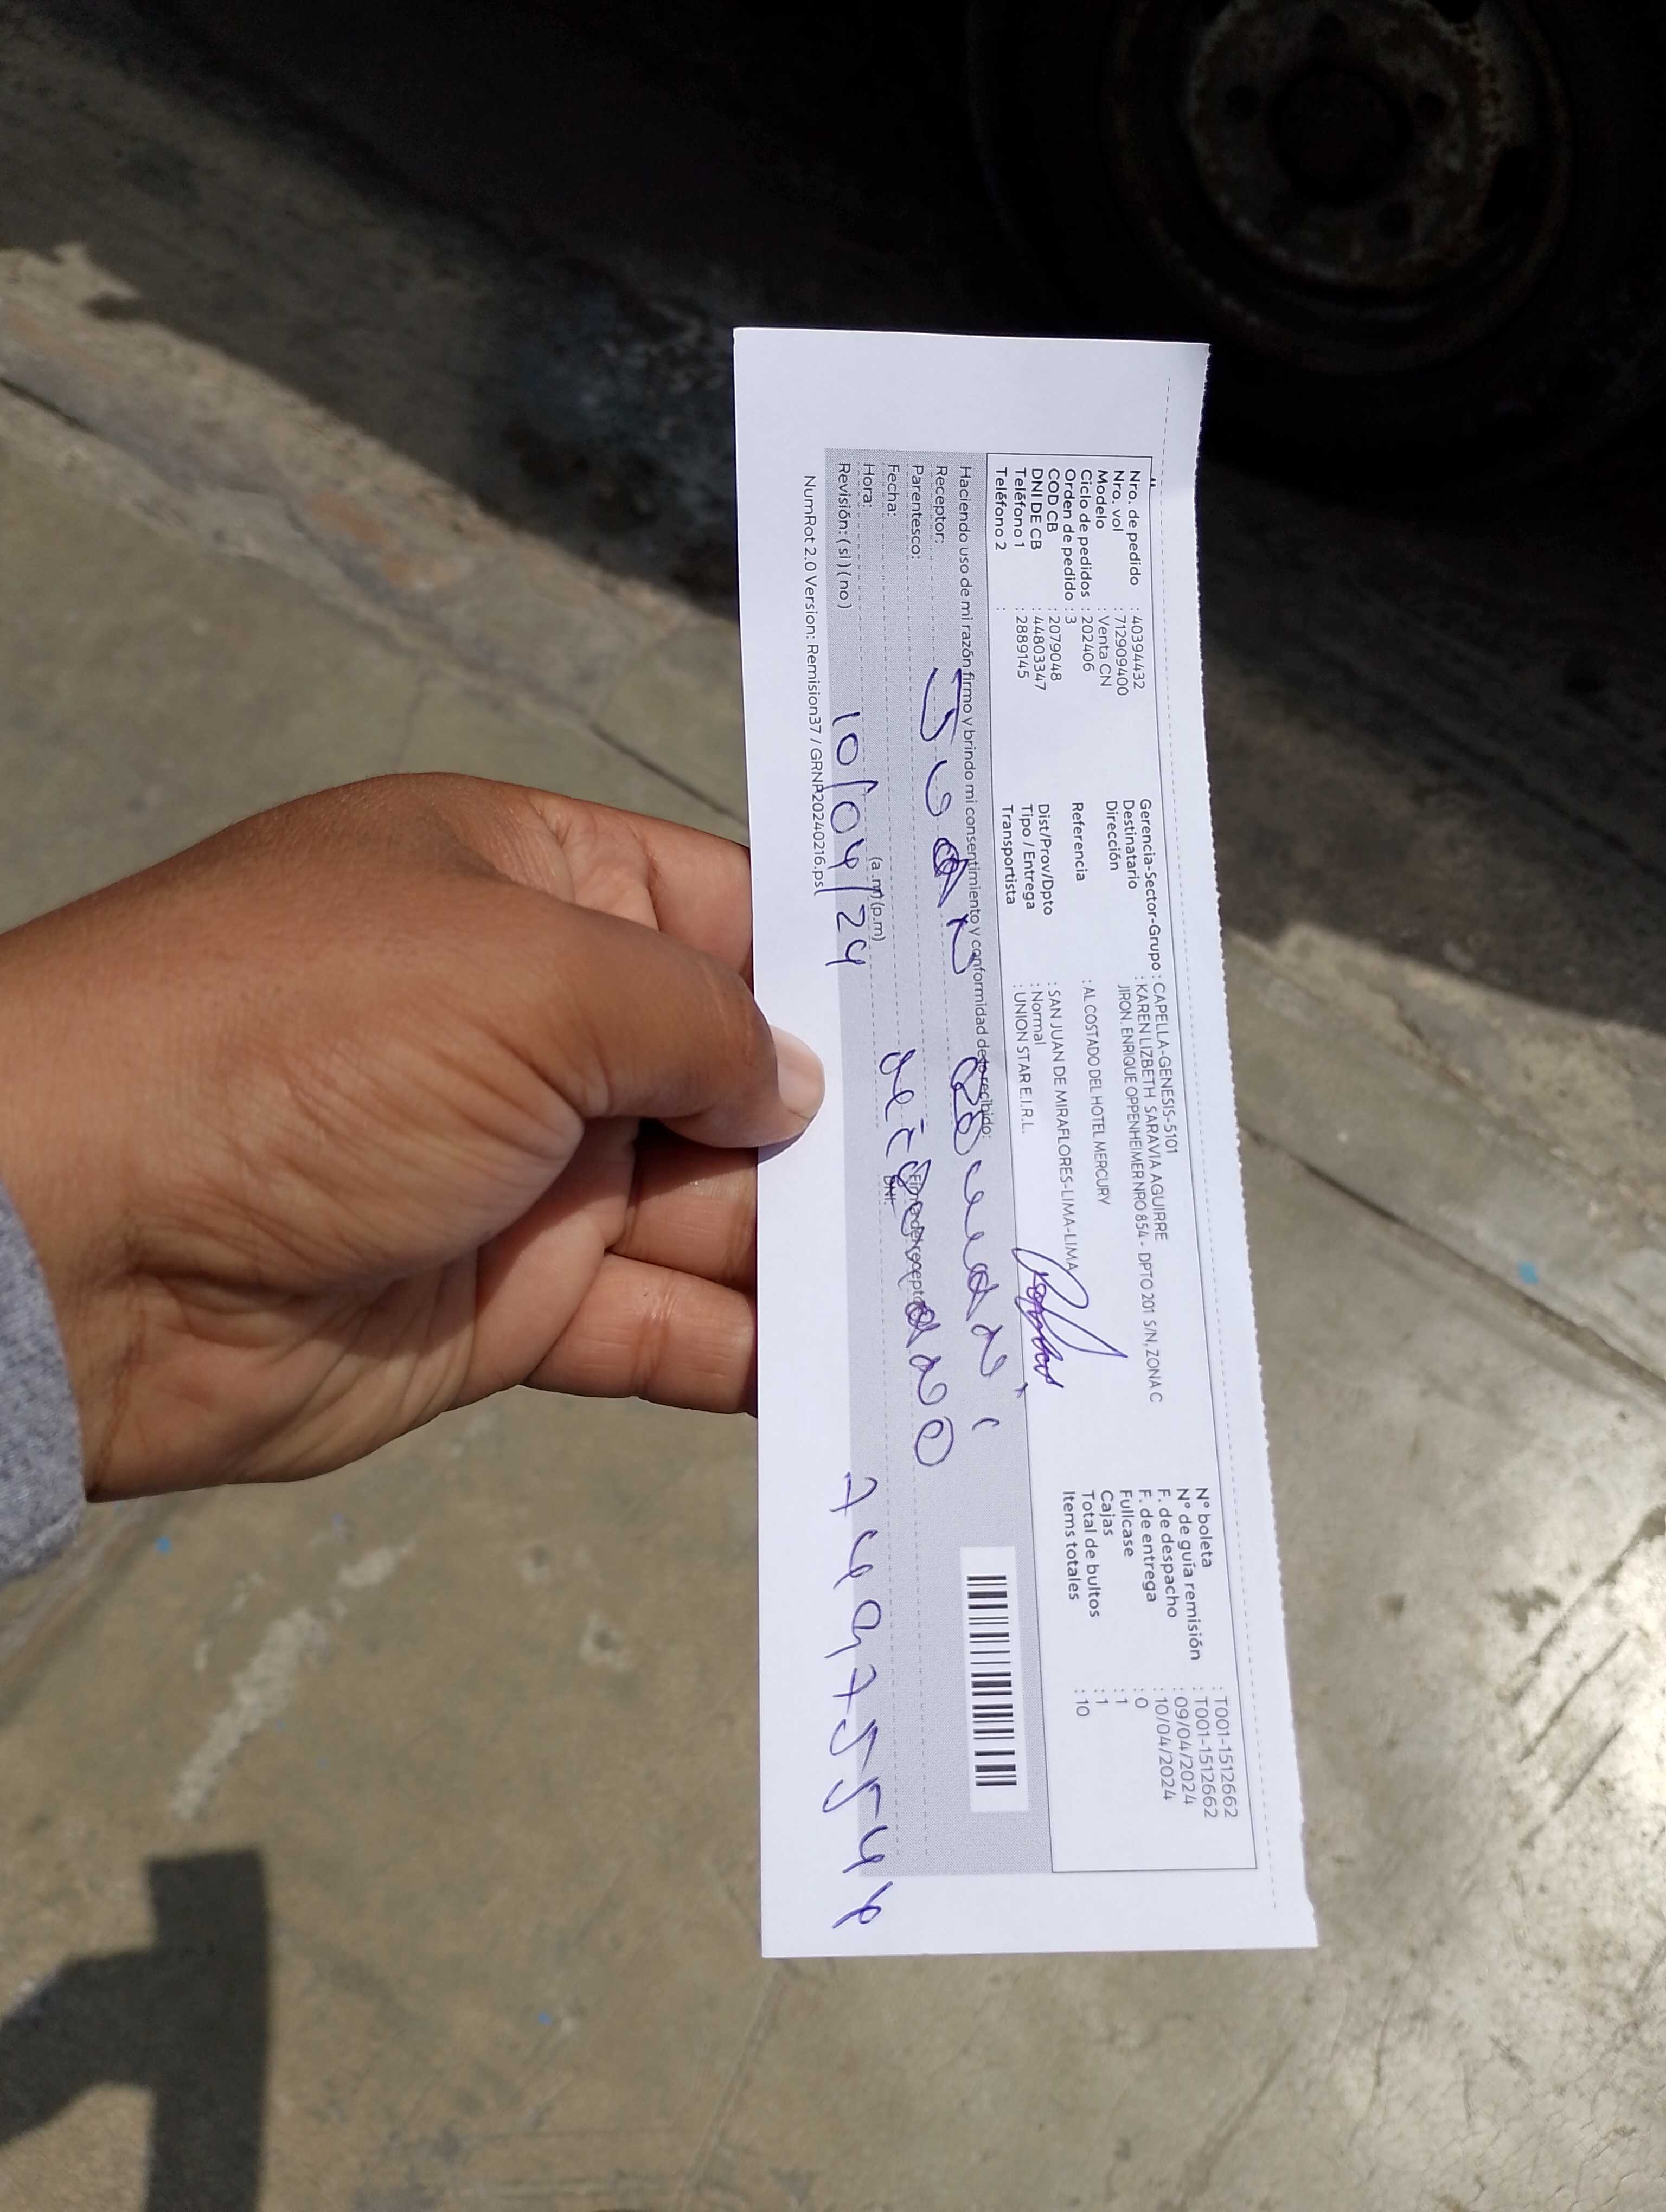 Nro. de pedido : 40394432
Nro. vol : 712909400
Modelo : Venta CN
Ciclo de pedidos : 202406
Orden de pedido : 3
COD CB : 2079048
DNI DE CB : 44803347
Teléfono 1 : 2889145
Teléfono 2 :
Gerencia-Sector-Grupo : CAPELLA-GENESIS-5101
Destinatario : KAREN LIZBETH SARAVIA AGUIRRE
Dirección JIRON. ENRIQUE OPPENHEIMER NRO 854 - DPTO 201 S/N, ZONA C
Referencia : AL COSTADO DEL HOTEL MERCURY
Dist/Prov/Dpto : SAN JUAN DE MIRAFLORES-LIMA-LIMA
Tipo / Entrega : Normal
Transportista : UNION STAR E.I.R.L.
N° boleta : T001-1512662
N° de guía remisión : T001-1512662
F. de despacho : 09/04/2024
F. de entrega : 10/04/2024
Fullcase : 0
Cajas : 1
Total de bultos : 1
Items totales : 10
Haciendo uso de mi razón firmo y brindo mi consentimiento y conformidad de lo recibido:
Receptor: Juan
Parentesco:
Firma del receptor
Fecha:
DNI
Hora: (a.m) (p.m)
Revisión: (si) (no)
10/04/24
74975544
NumRot 2.0 Version: Remision37 / GRNP20240216.ps